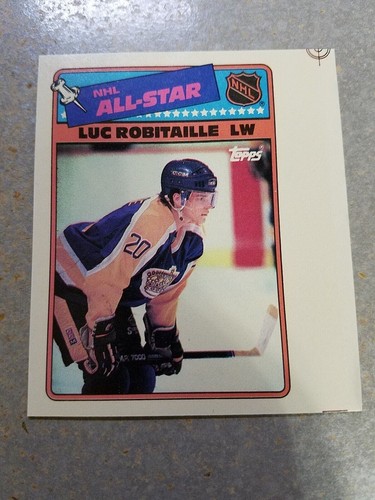 NHL
ALL-STAR
NHL
LUC ROBITAILLE LW
TOPPS
20